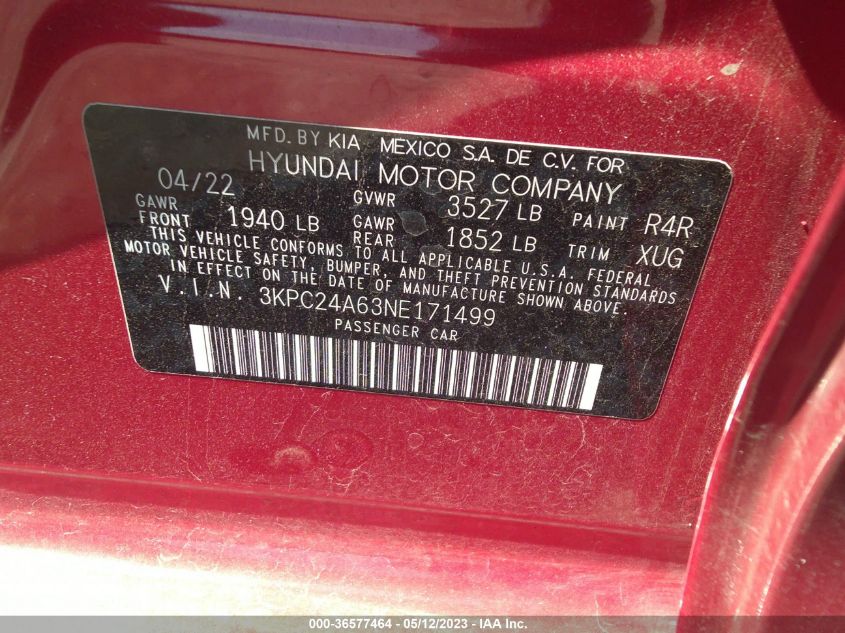 MFD. BY KIA MEXICO S.A. DE C.V. FOR
HYUNDAI MOTOR COMPANY
04/22 GVWR 3527 LB PAINT R4R
GAWR FRONT 1940 LB GAWR REAR 1852 LB TRIM XUG
THIS VEHICLE CONFORMS TO ALL APPLICABLE U.S.A. FEDERAL
MOTOR VEHICLE SAFETY, BUMPER, AND THEFT PREVENTION STANDARDS
IN EFFECT ON THE DATE OF MANUFACTURE SHOWN ABOVE.
V.I.N. 3KPC24A63NE171499
PASSENGER CAR
000-36577464 - 05/12/2023 - IAA Inc.